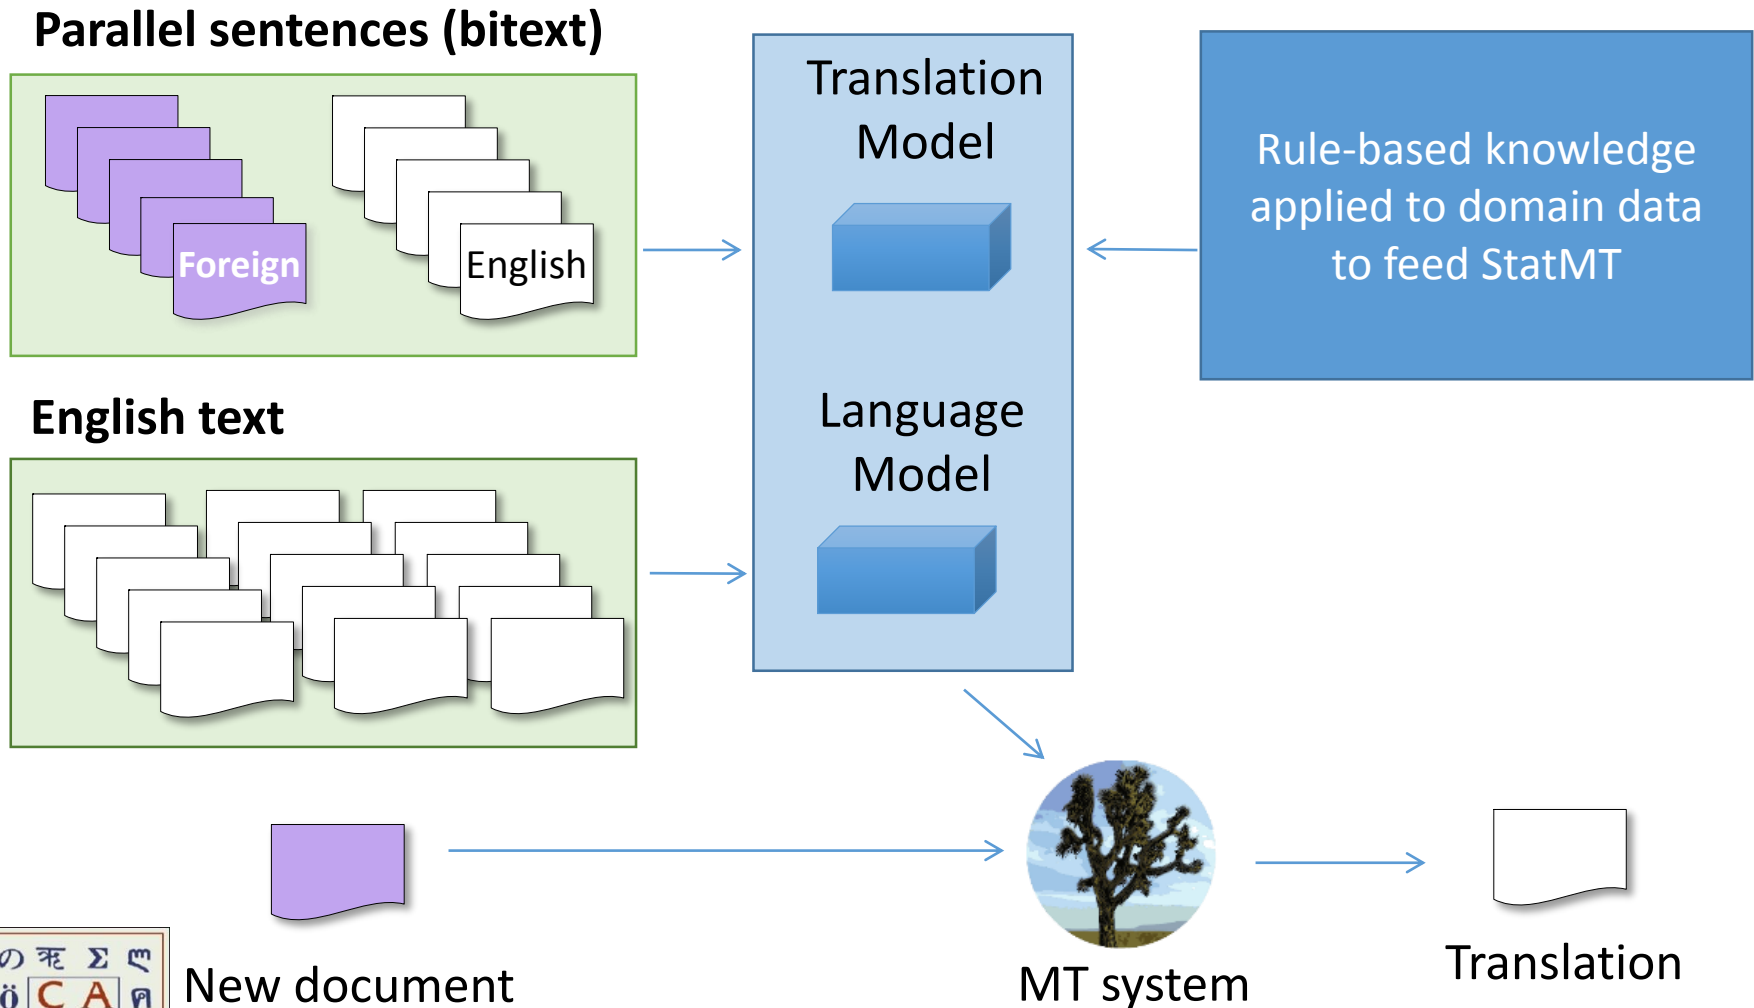 Parallel sentences (bitext)
Foreign
English
Translation
Model
Rule-based knowledge
applied to domain data
to feed StatMT
English text
Language
Model
New document
MT system
Translation
の ऋ Σ ლ
ö C A